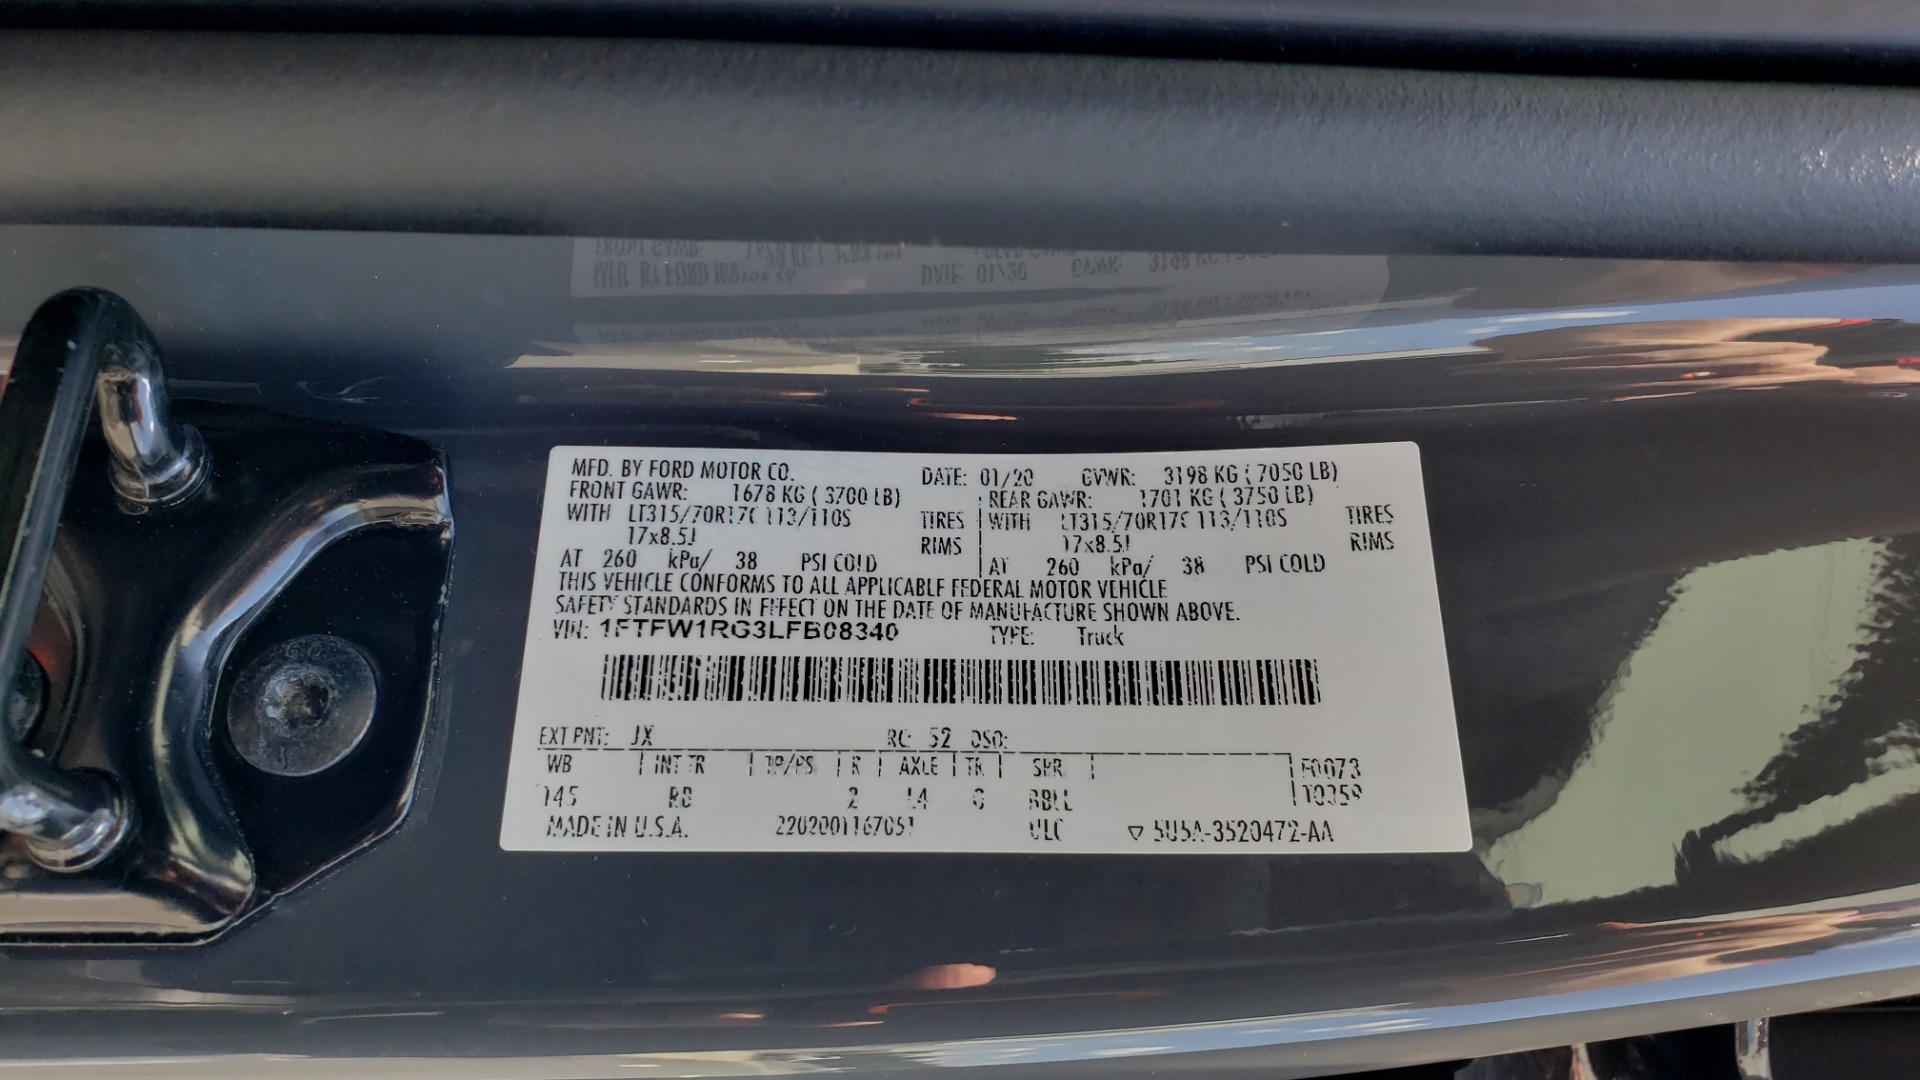 MFD. BY FORD MOTOR CO. DATE: 01/20 GVWR: 3198 KG (7050 LB)
FRONT GAWR: 1678 KG (3700 LB) REAR GAWR: 1701 KG (3750 LB)
WITH LT315/70R17C 113/110S TIRES WITH LT315/70R17C 113/110S TIRES
17x8.5J RIMS 17x8.5J RIMS
AT 260 kPa/ 38 PSI COLD AT 260 kPa/ 38 PSI COLD
THIS VEHICLE CONFORMS TO ALL APPLICABLE FEDERAL MOTOR VEHICLE
SAFETY STANDARDS IN EFFECT ON THE DATE OF MANUFACTURE SHOWN ABOVE.
VIN: 1FTFW1RG3LFB08340 TYPE: Truck
EXT PNT: JX RC: 52 DSO:
WB INT TR TP/PS R AXLE TR SPR F0073
145 2 L4 T0359
MADE IN U.S.A. 2202001167051 ULC 5U5A-3520472-AA